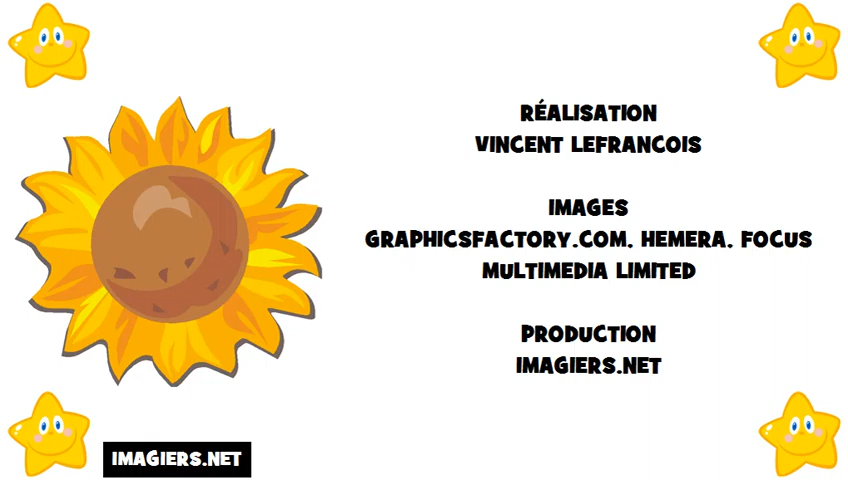 RÉALISATION
VINCENT LEFRANCOIS
IMAGES
GRAPHICSFACTORY.COM, HEMERA, FOCUS
MULTIMEDIA LIMITED
PRODUCTION
IMAGIERS.NET
IMAGIERS.NET